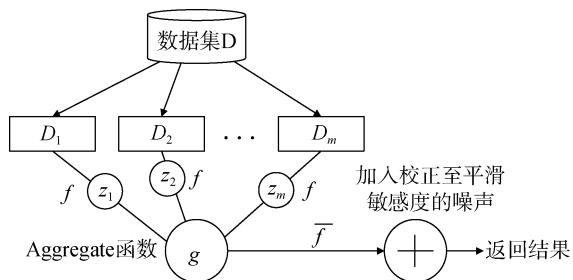 数据集D
D1 D2 ... Dm
f z1 z2 f zm f
加入校正至平滑
敏感度的噪声
Aggregate函数 g f̅ + 返回结果